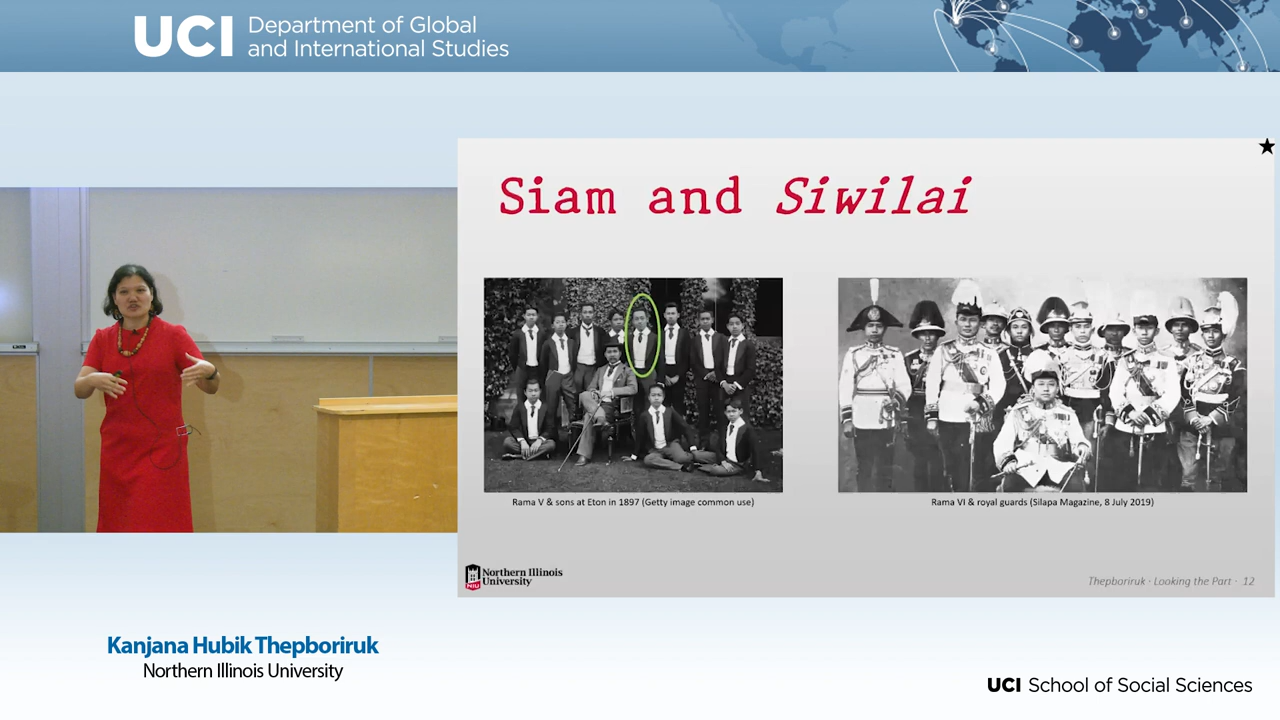 UCI Department of Global
and International Studies
Siam and Siwilai
Rama V & sons at Eton in 1897 (Getty image common use)
Rama VI & royal guards (Silapa Magazine, 8 July 2019)
NIU
Northern Illinois
University
Thepboriruk · Looking the Part · 12
Kanjana Hubik Thepboriruk
Northern Illinois University
UCI School of Social Sciences